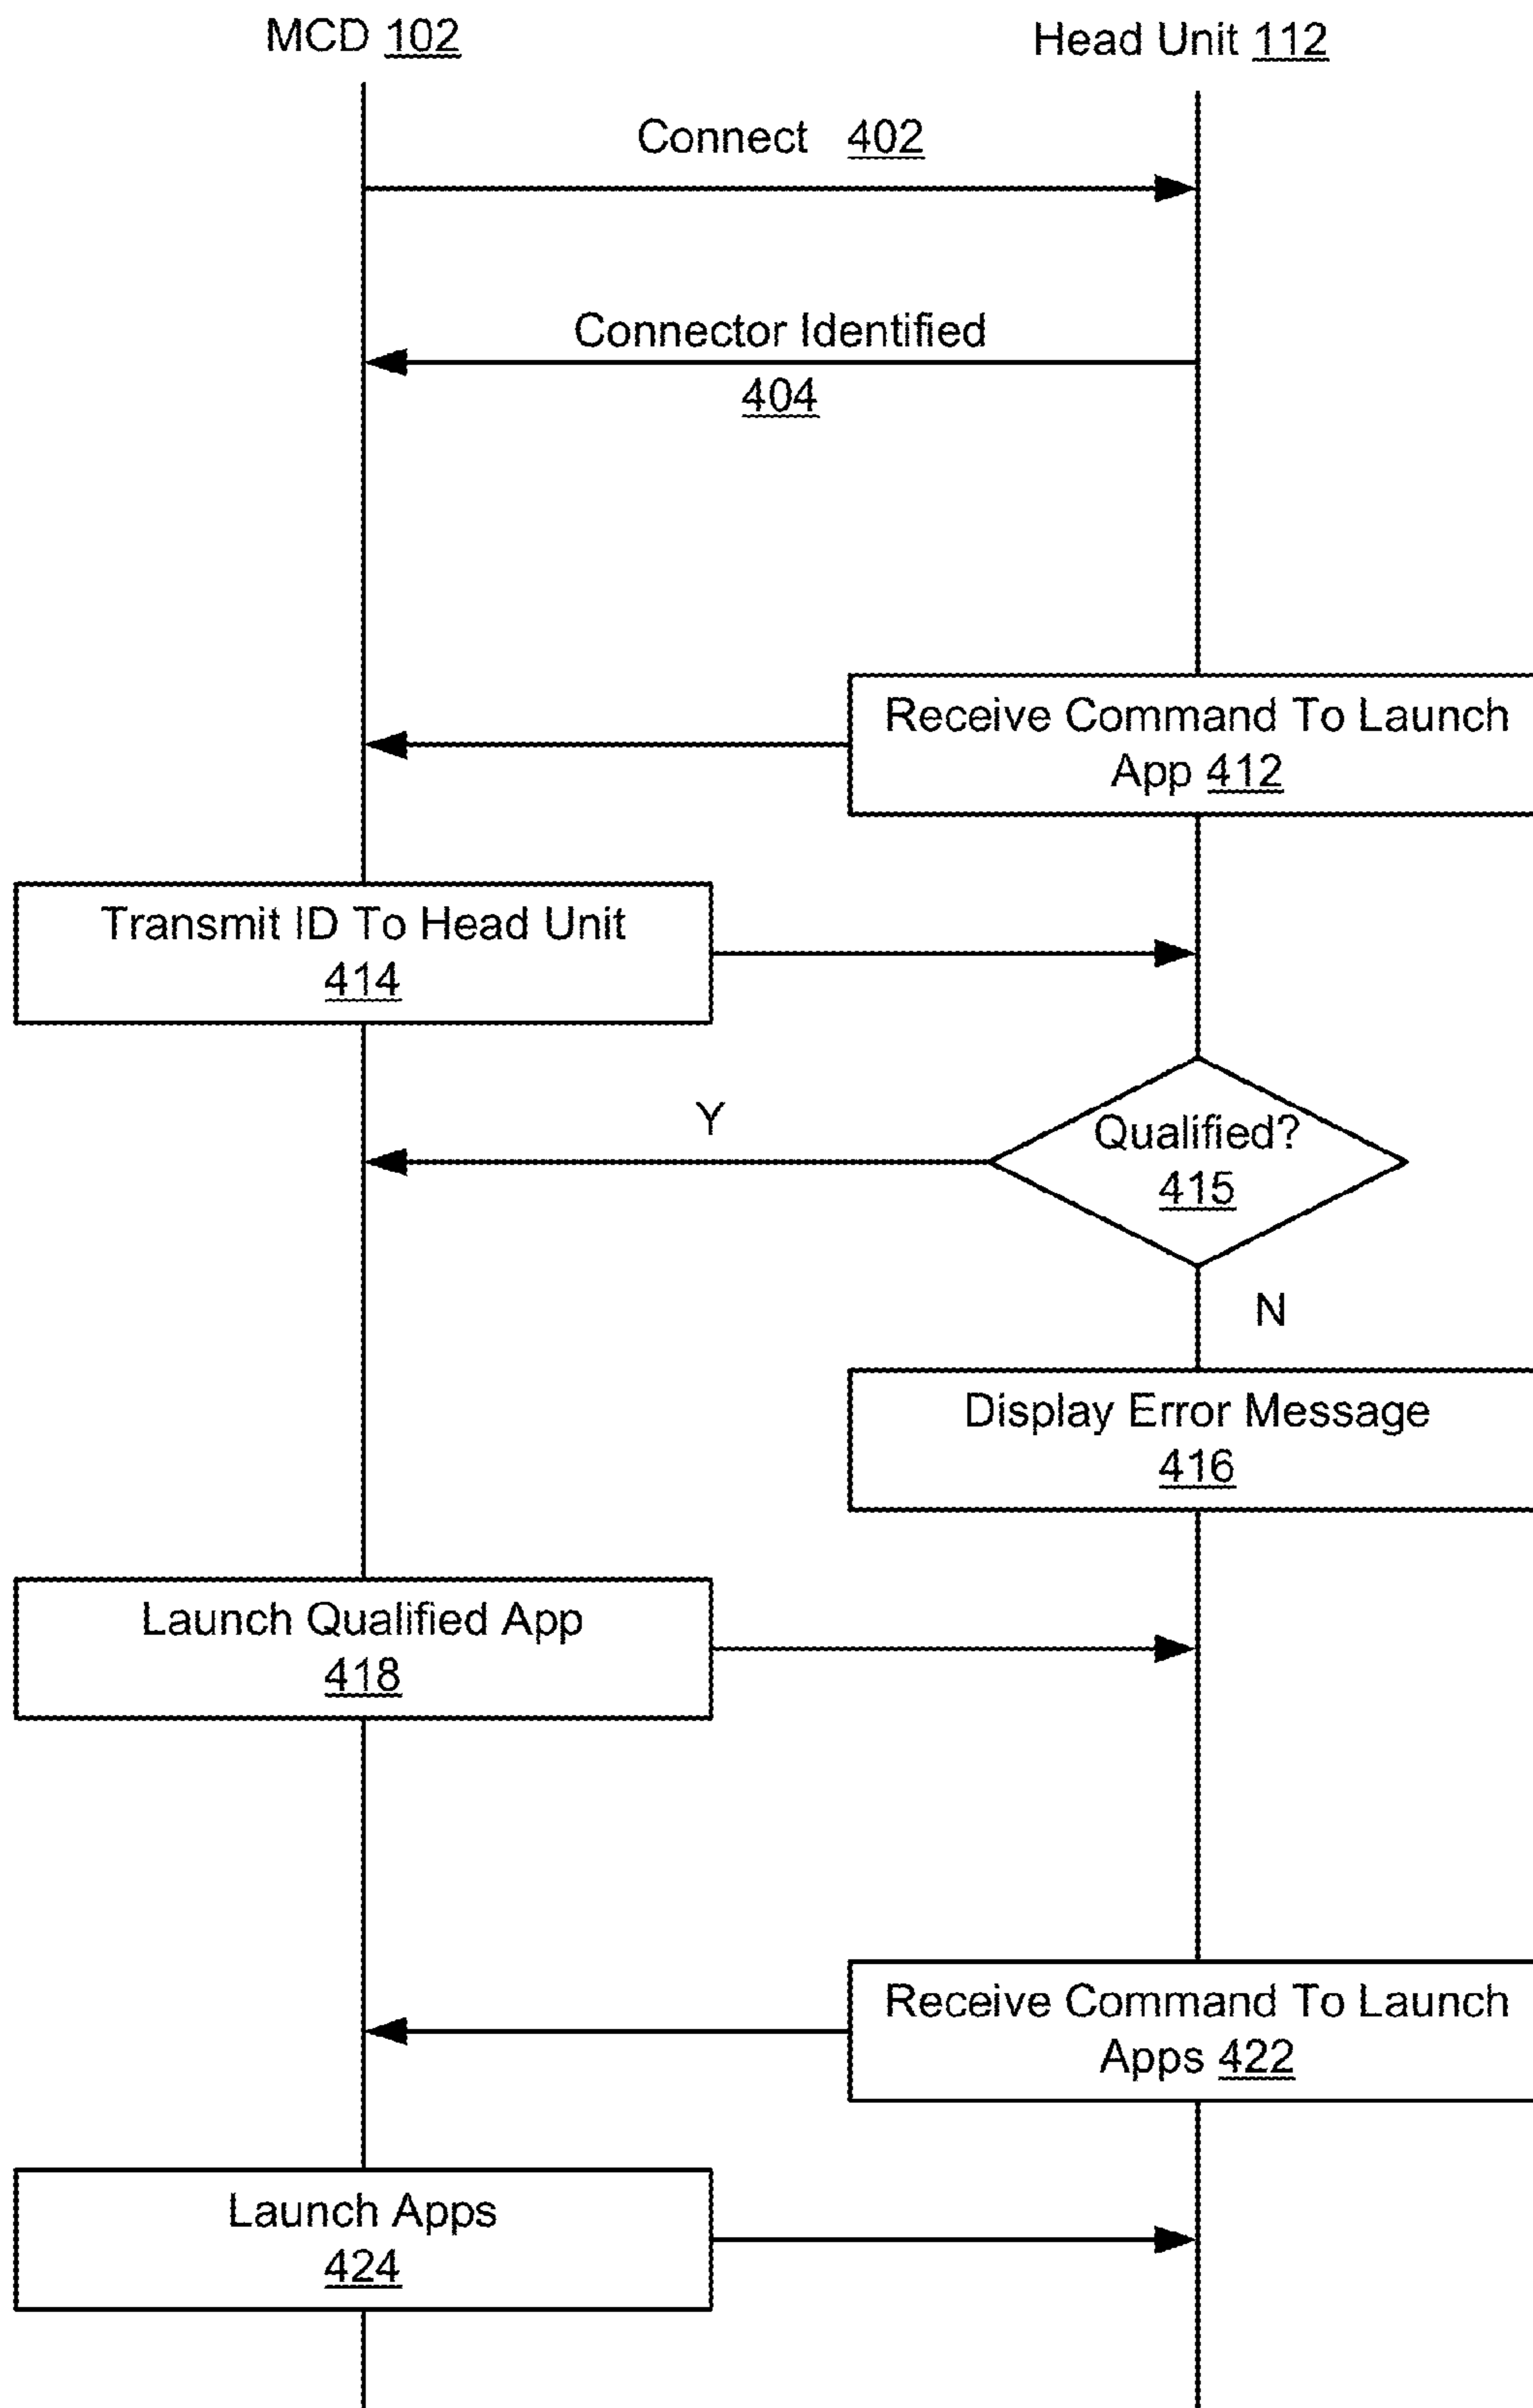 MCD 102
Head Unit 112
Connect 402
Connector Identified
404
Receive Command To Launch
App 412
Transmit ID To Head Unit
414
Y
Qualified?
415
N
Display Error Message
416
Launch Qualified App
418
Receive Command To Launch
Apps 422
Launch Apps
424